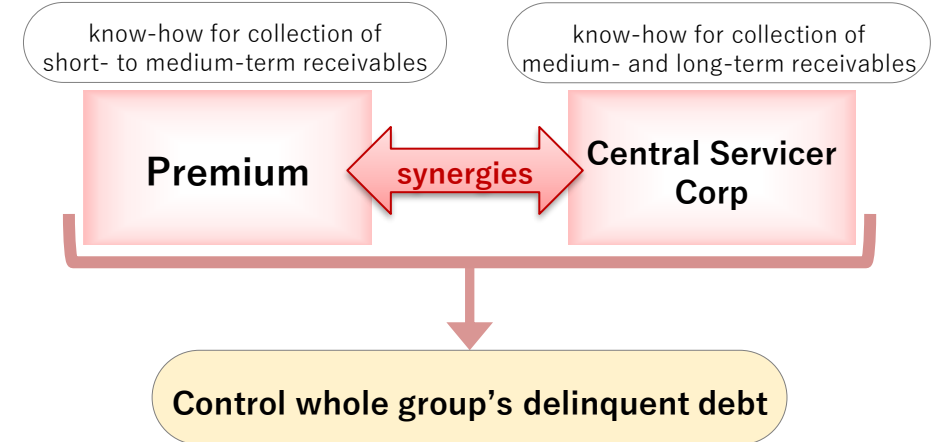 know-how for collection of
short- to medium-term receivables
know-how for collection of
medium- and long-term receivables
Premium
synergies
Central Servicer
Corp
Control whole group’s delinquent debt